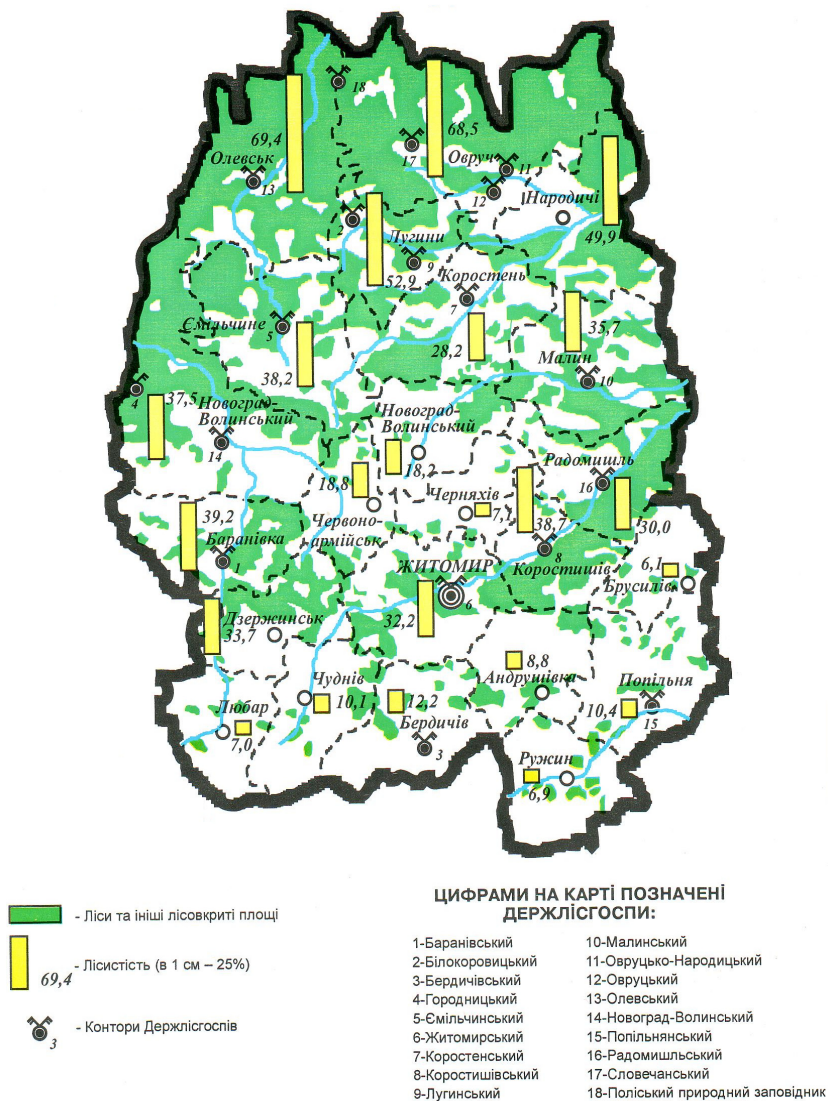 18
69,4
68,5
Олевськ
13
17
Овруч
11
12
Народичі
49,9
2
Лугини
9
52,9
Коростень
7
Ємільчине
5
35,7
28,2
Малин
10
38,2
4
37,5
Новоград-
Волинський
14
Новоград-
Волинський
18,2
18,8
Радомишль
16
Черняхів
7,
38,7
30,0
39,2
Червоно-
армійськ
Баранівка
1
8
Коростишів
6,1
Брусилів
ЖИТОМИР
6
32,2
Дзержинськ
33,7
8,8
Андрушівка
Чуднів
10,1
12,2
Бердичів
3
Попільня
10,4
15
Любар
7,0
Ружин
6,9
- Ліси та ініші лісовкриті площі
- Лісистість (в 1 см – 25%)
69,4
- Контори Держлісгоспів
3
ЦИФРАМИ НА КАРТІ ПОЗНАЧЕНІ
ДЕРЖЛІСГОСПИ:
1-Баранівський
2-Білокоровицький
3-Бердичівський
4-Городницький
5-Ємільчинський
6-Житомирський
7-Коростенський
8-Коростишівський
9-Лугинський
10-Малинський
11-Овруцько-Народицький
12-Овруцький
13-Олевський
14-Новоград-Волинський
15-Попільнянський
16-Радомишльський
17-Словечанський
18-Поліський природний заповідник